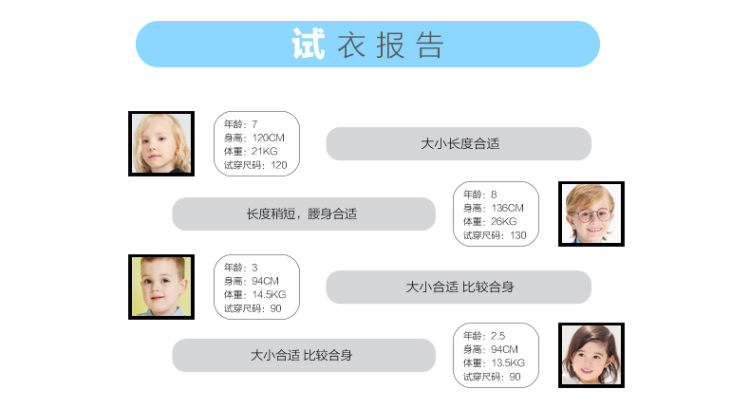 试衣报告
年龄：7
身高：120CM
体重：21KG
试穿尺码：120
大小长度合适
长度稍短，腰身合适
年龄：8
身高：136CM
体重：26KG
试穿尺码：130
年龄：3
身高：94CM
体重：14.5KG
试穿尺码：90
大小合适 比较合身
大小合适 比较合身
年龄：2.5
身高：94CM
体重：13.5KG
试穿尺码：90